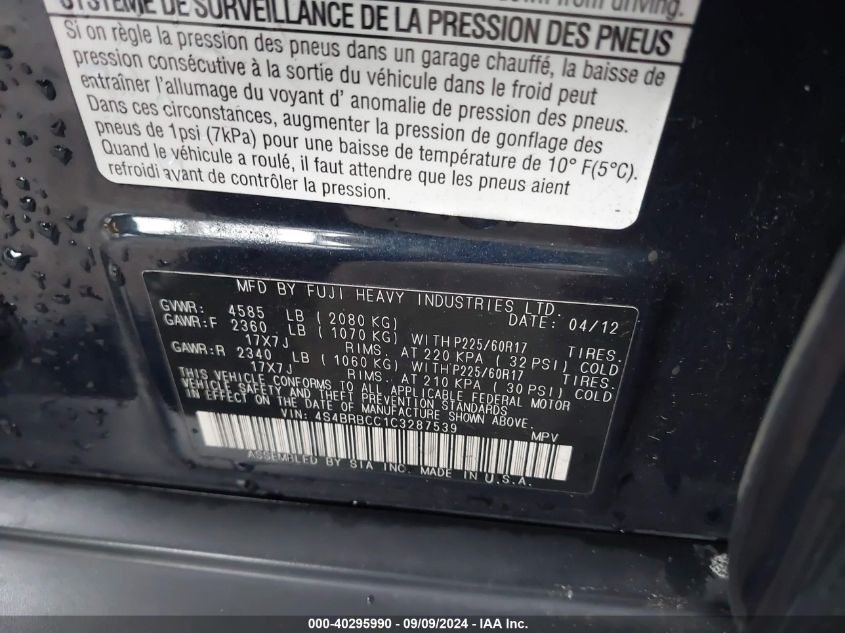 from driving.
SYSTÈME DE SURVEILLANCE DE LA PRESSION DES PNEUS
Si on règle la pression des pneus dans un garage chauffé, la baisse de
pression consécutive à la sortie du véhicule dans le froid peut
entraîner l'allumage du voyant d' anomalie de pression des pneus.
Dans ces circonstances, augmenter la pression de gonflage des
pneus de 1psi (7kPa) pour une baisse de température de 10° F(5°C).
Quand le véhicule a roulé, il faut attendre que les pneus aient
refroidi avant de contrôler la pression.
MFD BY FUJI HEAVY INDUSTRIES LTD.
GVWR: 4585 LB (2080 KG) DATE: 04/12
GAWR:F 2360 LB (1070 KG) WITH P225/60R17 TIRES.
17X7J RIMS. AT 220 KPA (32 PSI) COLD
GAWR:R 2340 LB (1060 KG) WITH P225/60R17 TIRES.
17X7J RIMS. AT 210 KPA (30 PSI) COLD
THIS VEHICLE CONFORMS TO ALL APPLICABLE FEDERAL MOTOR
VEHICLE SAFETY AND THEFT PREVENTION STANDARDS
IN EFFECT ON THE DATE OF MANUFACTURE SHOWN ABOVE.
VIN: 4S4BRBCC1C3287539 MPV
ASSEMBLED BY SIA INC. MADE IN U.S.A.
000-40295990 - 09/09/2024 - IAA Inc.